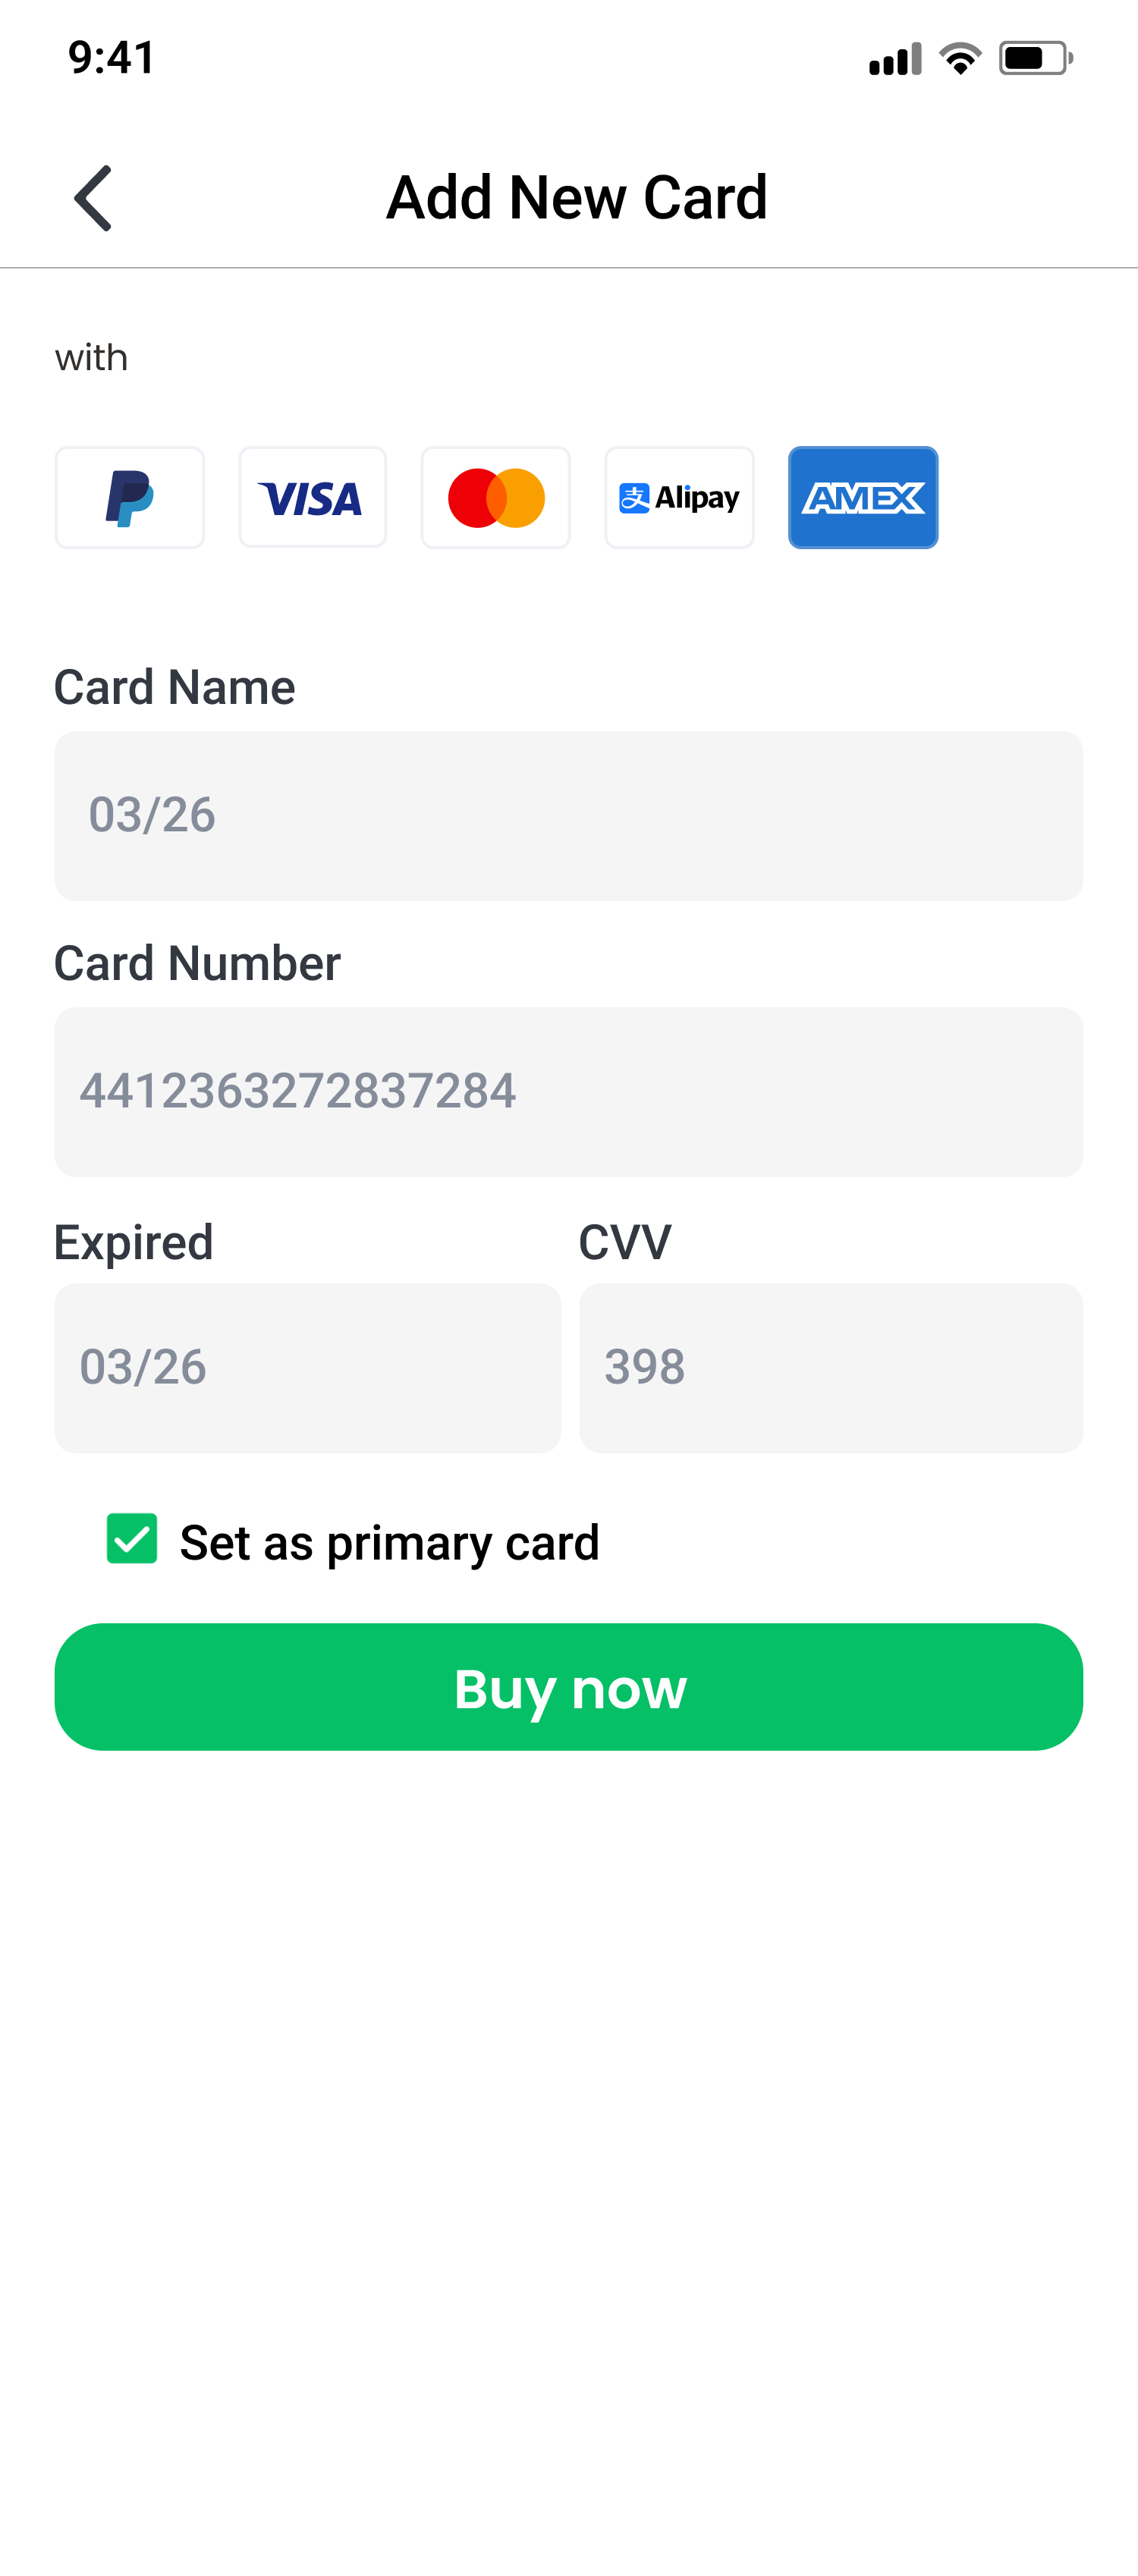 9:41
Add New Card
with
VISA 支 Alipay AMEX
Card Name
03/26
Card Number
4412363272837284
Expired CVV
03/26 398
Set as primary card
Buy now